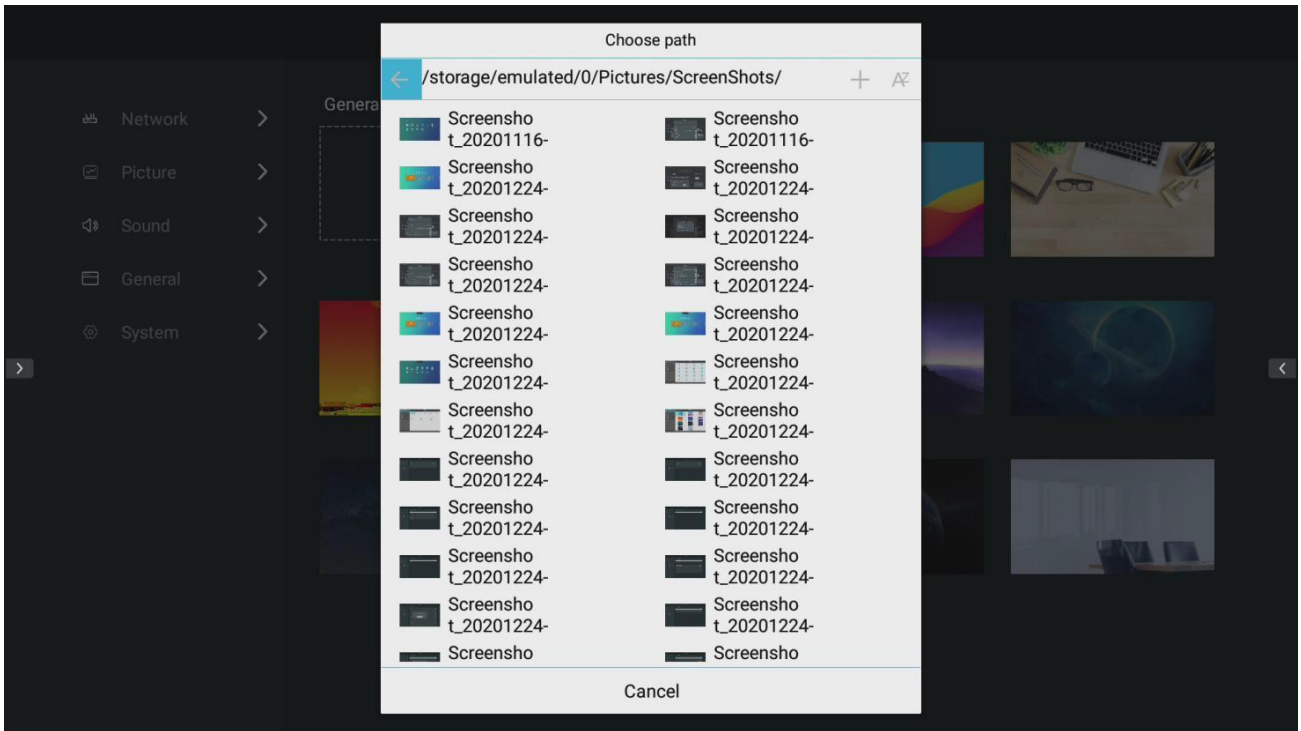 Choose path
/storage/emulated/0/Pictures/ScreenShots/
Network
Picture
Sound
General
System
Genera
Screensho
t_20201116-
Screensho
t_20201116-
Screensho
t_20201224-
Screensho
t_20201224-
Screensho
t_20201224-
Screensho
t_20201224-
Screensho
t_20201224-
Screensho
t_20201224-
Screensho
t_20201224-
Screensho
t_20201224-
Screensho
t_20201224-
Screensho
t_20201224-
Screensho
t_20201224-
Screensho
t_20201224-
Screensho
t_20201224-
Screensho
t_20201224-
Screensho
t_20201224-
Screensho
t_20201224-
Screensho
t_20201224-
Screensho
t_20201224-
Screensho
t_20201224-
Screensho
t_20201224-
Screensho
Screensho
Cancel